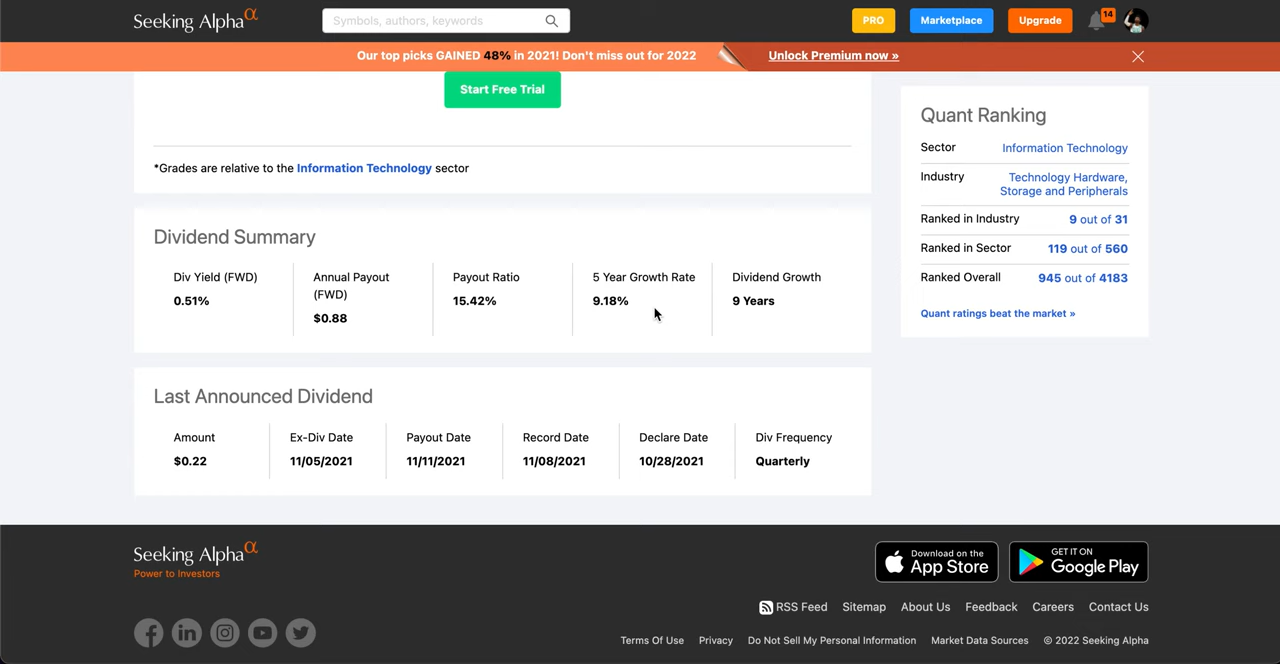 Seeking Alphaα
Symbols, authors, keywords
PRO
Marketplace
Upgrade
14
Our top picks GAINED 48% in 2021! Don't miss out for 2022
Unlock Premium now »
Start Free Trial
*Grades are relative to the Information Technology sector
Quant Ranking
Sector Information Technology
Industry Technology Hardware,
Storage and Peripherals
Ranked in Industry 9 out of 31
Ranked in Sector 119 out of 560
Ranked Overall 945 out of 4183
Quant ratings beat the market »
Dividend Summary
Div Yield (FWD)
0.51%
Annual Payout
(FWD)
$0.88
Payout Ratio
15.42%
5 Year Growth Rate
9.18%
Dividend Growth
9 Years
Last Announced Dividend
Amount
$0.22
Ex-Div Date
11/05/2021
Payout Date
11/11/2021
Record Date
11/08/2021
Declare Date
10/28/2021
Div Frequency
Quarterly
Seeking Alphaα
Power to Investors
Download on the
App Store
GET IT ON
Google Play
RSS Feed Sitemap About Us Feedback Careers Contact Us
Terms Of Use Privacy Do Not Sell My Personal Information Market Data Sources © 2022 Seeking Alpha